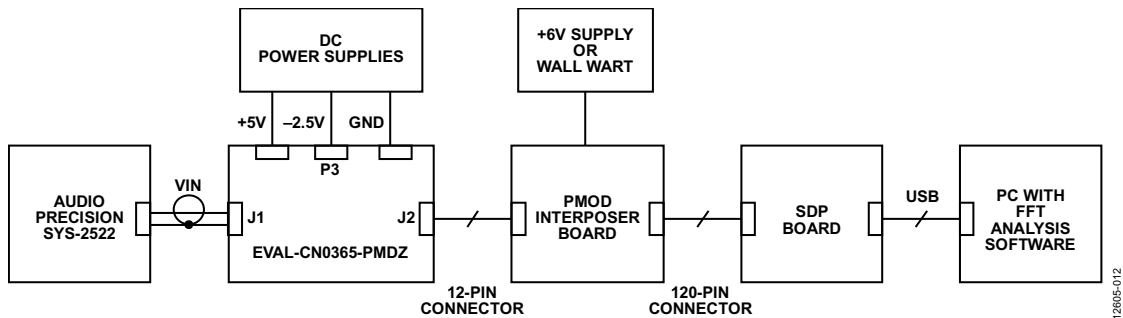 DC
POWER SUPPLIES
+6V SUPPLY
OR
WALL WART
+5V
–2.5V
GND
P3
AUDIO
PRECISION
SYS-2522
VIN
J1
J2
EVAL-CN0365-PMDZ
PMOD
INTERPOSER
BOARD
SDP
BOARD
USB
PC WITH
FFT
ANALYSIS
SOFTWARE
12-PIN
CONNECTOR
120-PIN
CONNECTOR
12605-012